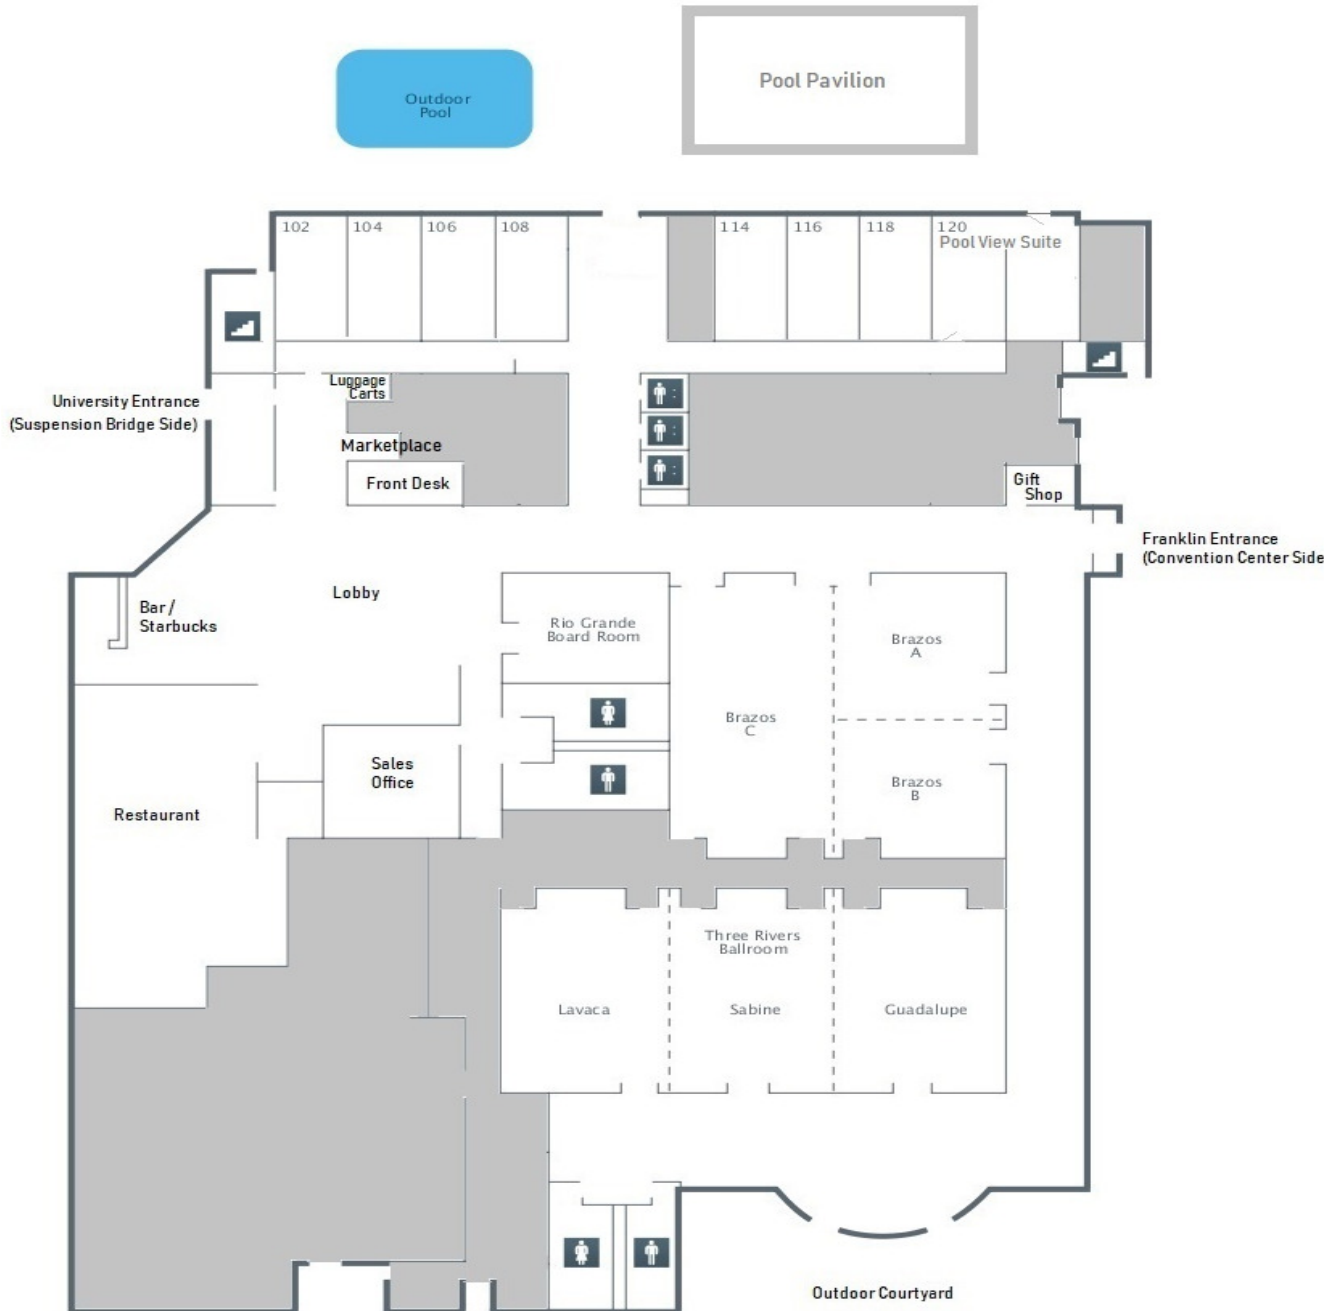 Outdoor
Pool
Pool Pavilion
102
104
106
108
114
116
118
120
Pool View Suite
Luggage
Carts
University Entrance
(Suspension Bridge Side)
Marketplace
Front Desk
Gift
Shop
Franklin Entrance
(Convention Center Side
Lobby
Bar /
Starbucks
Rio Grande
Board Room
Brazos
A
Brazos
C
Sales
Office
Brazos
B
Restaurant
Three Rivers
Ballroom
Lavaca
Sabine
Guadalupe
Outdoor Courtyard